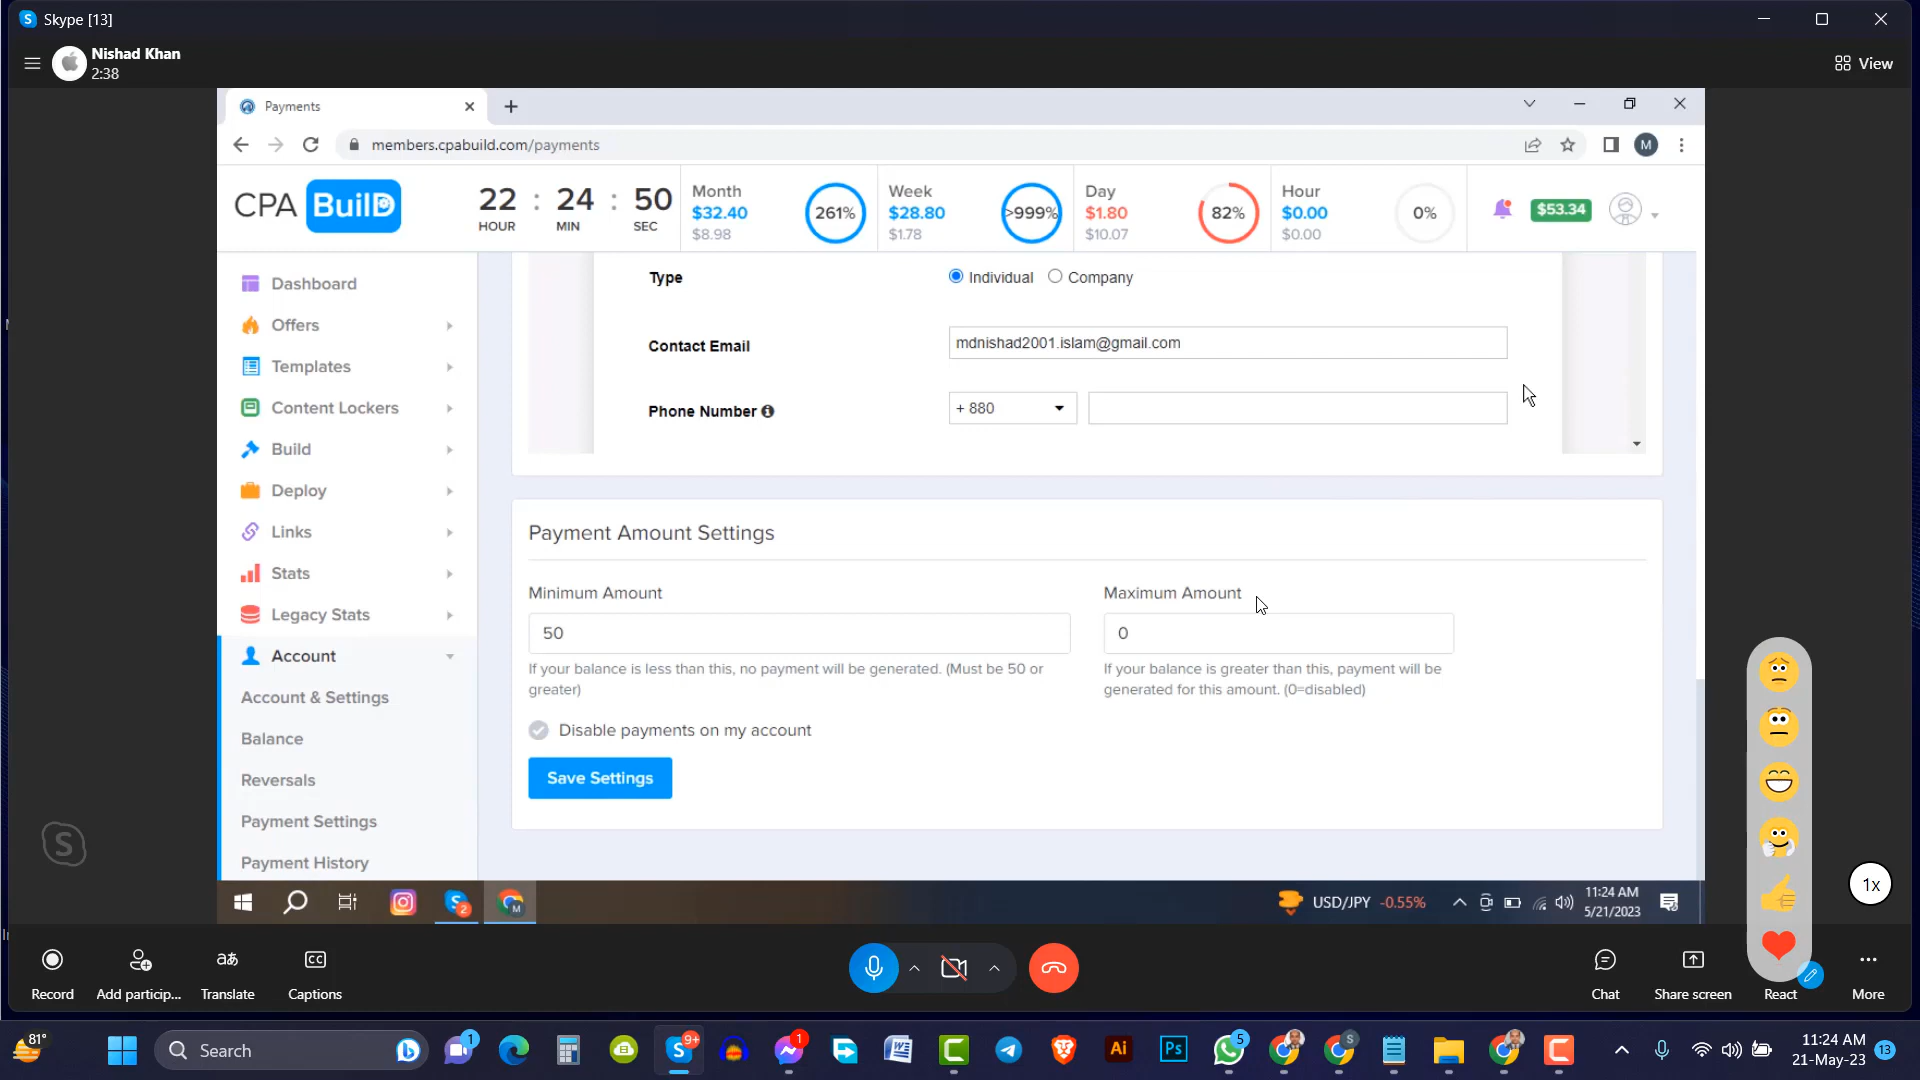 Skype [13]
Nishad Khan
2:38
View
Payments
members.cpabuild.com/payments
M
CPA BuilD
22 : 24 : 50
HOUR MIN SEC
Month
$32.40
$8.98
261%
Week
$28.80
$1.78
>999%
Day
$1.80
$10.07
82%
Hour
$0.00
$0.00
0%
$53.34
Dashboard
Offers
Templates
Content Lockers
Build
Deploy
Links
Stats
Legacy Stats
Account
Account & Settings
Balance
Reversals
Payment Settings
Payment History
Type
Individual Company
Contact Email
mdnishad2001.islam@gmail.com
Phone Number
+ 880
Payment Amount Settings
Minimum Amount
50
If your balance is less than this, no payment will be generated. (Must be 50 or
greater)
Maximum Amount
0
If your balance is greater than this, payment will be
generated for this amount. (0=disabled)
Disable payments on my account
Save Settings
S
2
M
USD/JPY -0.55%
11:24 AM
5/21/2023
1x
Record
Add particip...
Translate
Captions
Chat
Share screen
React
More
81°
Search
1
9+
1
Ai
Ps
5
S
11:24 AM
21-May-23
13